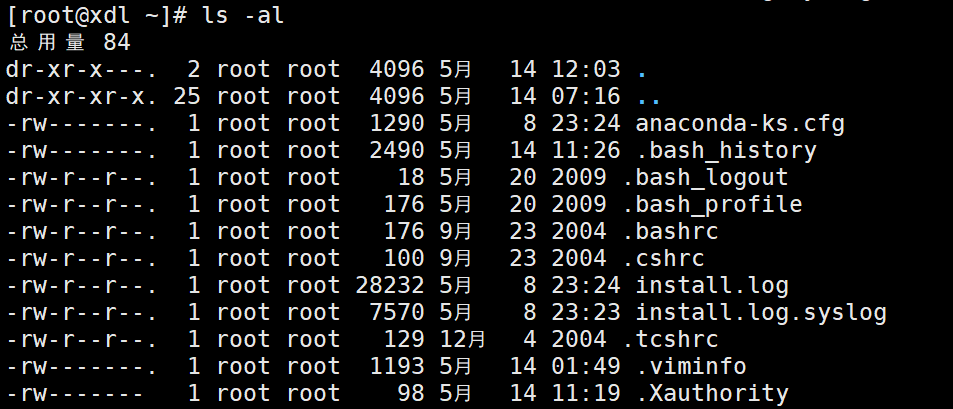 [root@xdl ~]# ls -al
总用量 84
dr-xr-x---.  2 root root  4096 5月  14 12:03 .
dr-xr-xr-x. 25 root root  4096 5月  14 07:16 ..
-rw-------.  1 root root  1290 5月   8 23:24 anaconda-ks.cfg
-rw-------.  1 root root  2490 5月  14 11:26 .bash_history
-rw-r--r--.  1 root root    18 5月  20 2009 .bash_logout
-rw-r--r--.  1 root root   176 5月  20 2009 .bash_profile
-rw-r--r--.  1 root root   176 9月  23 2004 .bashrc
-rw-r--r--.  1 root root   100 9月  23 2004 .cshrc
-rw-r--r--.  1 root root 28232 5月   8 23:24 install.log
-rw-r--r--.  1 root root  7570 5月   8 23:23 install.log.syslog
-rw-r--r--.  1 root root   129 12月  4 2004 .tcshrc
-rw-------.  1 root root  1193 5月  14 01:49 .viminfo
-rw-------   1 root root    98 5月  14 11:19 .Xauthority